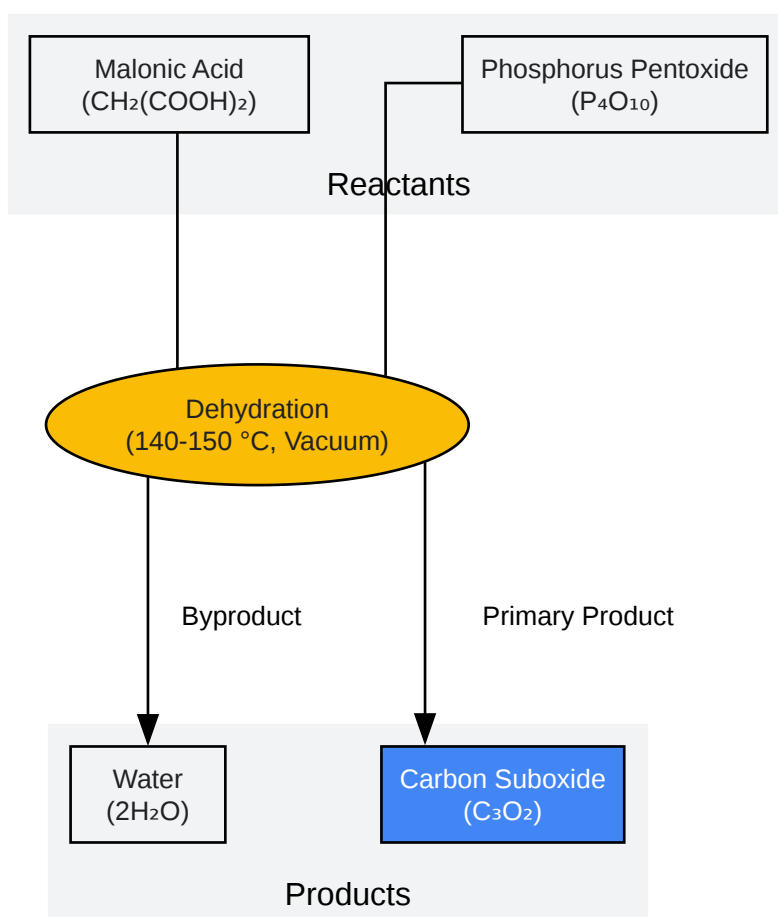 Malonic Acid
(CH₂(COOH)₂)
Phosphorus Pentoxide
(P₄O₁₀)
Reactants
Dehydration
(140-150 °C, Vacuum)
Byproduct
Primary Product
Water
(2H₂O)
Carbon Suboxide
(C₃O₂)
Products